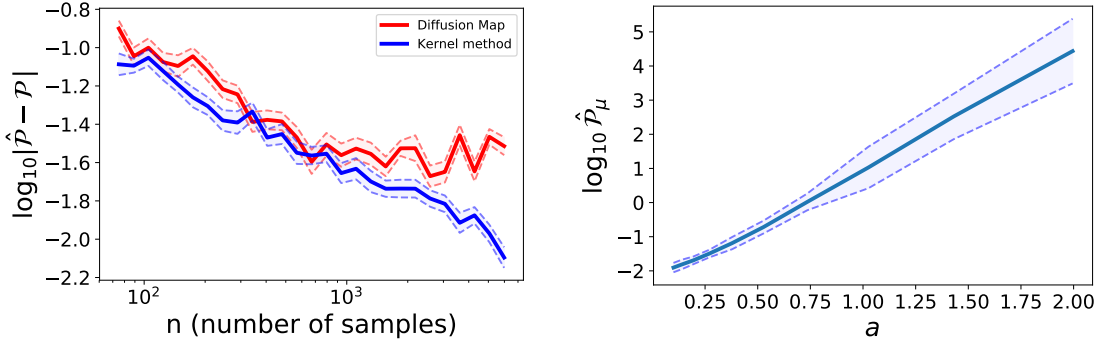 −0.8
−1.0
−1.2
−1.4
−1.6
−1.8
−2.0
−2.2
log₁₀|𝒫̂ − 𝒫|
Diffusion Map
Kernel method
10²
10³
n (number of samples)
5
4
3
2
1
0
−1
−2
log₁₀ 𝒫̂_μ
0.25 0.50 0.75 1.00 1.25 1.50 1.75 2.00
a